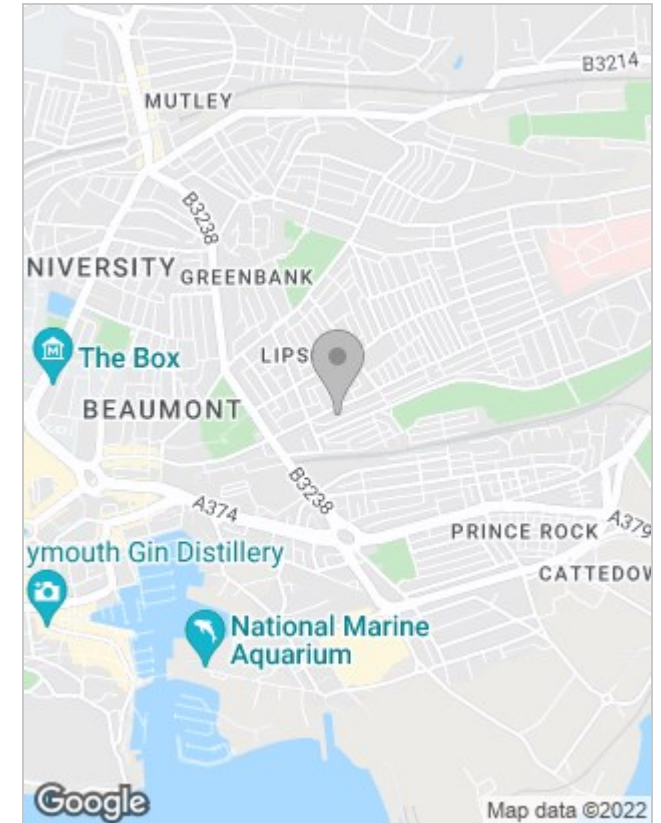 B3214
MUTLEY
B3238
NIVERSITY
GREENBANK
The Box
LIPS
BEAUMONT
B3238
A374
PRINCE ROCK
A379
ymouth Gin Distillery
CATTEDOW
National Marine
Aquarium
Google
Map data ©2022